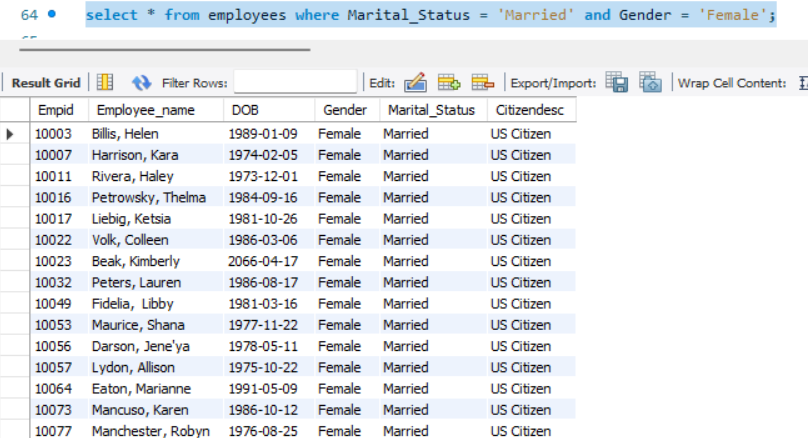 64 select * from employees where Marital_Status = 'Married' and Gender = 'Female';
Result Grid Filter Rows: Edit: Export/Import: Wrap Cell Content:
Empid Employee_name DOB Gender Marital_Status Citizendesc
10003 Billis, Helen 1989-01-09 Female Married US Citizen
10007 Harrison, Kara 1974-02-05 Female Married US Citizen
10011 Rivera, Haley 1973-12-01 Female Married US Citizen
10016 Petrowsky, Thelma 1984-09-16 Female Married US Citizen
10017 Liebig, Ketsia 1981-10-26 Female Married US Citizen
10022 Volk, Colleen 1986-03-06 Female Married US Citizen
10023 Beak, Kimberly 2066-04-17 Female Married US Citizen
10032 Peters, Lauren 1986-08-17 Female Married US Citizen
10049 Fidelia, Libby 1981-03-16 Female Married US Citizen
10053 Maurice, Shana 1977-11-22 Female Married US Citizen
10056 Darson, Jene'ya 1978-05-11 Female Married US Citizen
10057 Lydon, Allison 1975-10-22 Female Married US Citizen
10064 Eaton, Marianne 1991-05-09 Female Married US Citizen
10073 Mancuso, Karen 1986-10-12 Female Married US Citizen
10077 Manchester, Robyn 1976-08-25 Female Married US Citizen